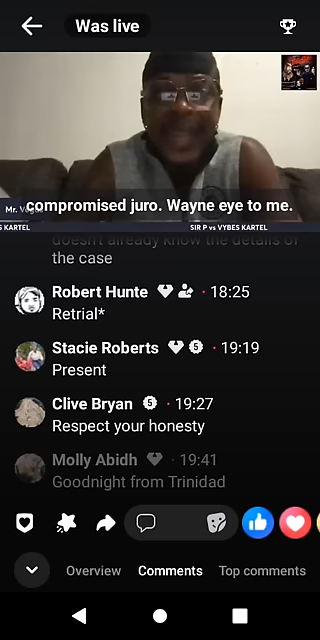 Was live
compromised juro. Wayne eye to me.
Mr.
S KARTEL
SIR P vs VYBES KARTEL
doesn't already know the details of
the case
Robert Hunte · 18:25
Retrial*
Stacie Roberts 5 · 19:19
Present
Clive Bryan 5 · 19:27
Respect your honesty
Molly Abidh · 19:41
Goodnight from Trinidad
Overview Comments Top comments